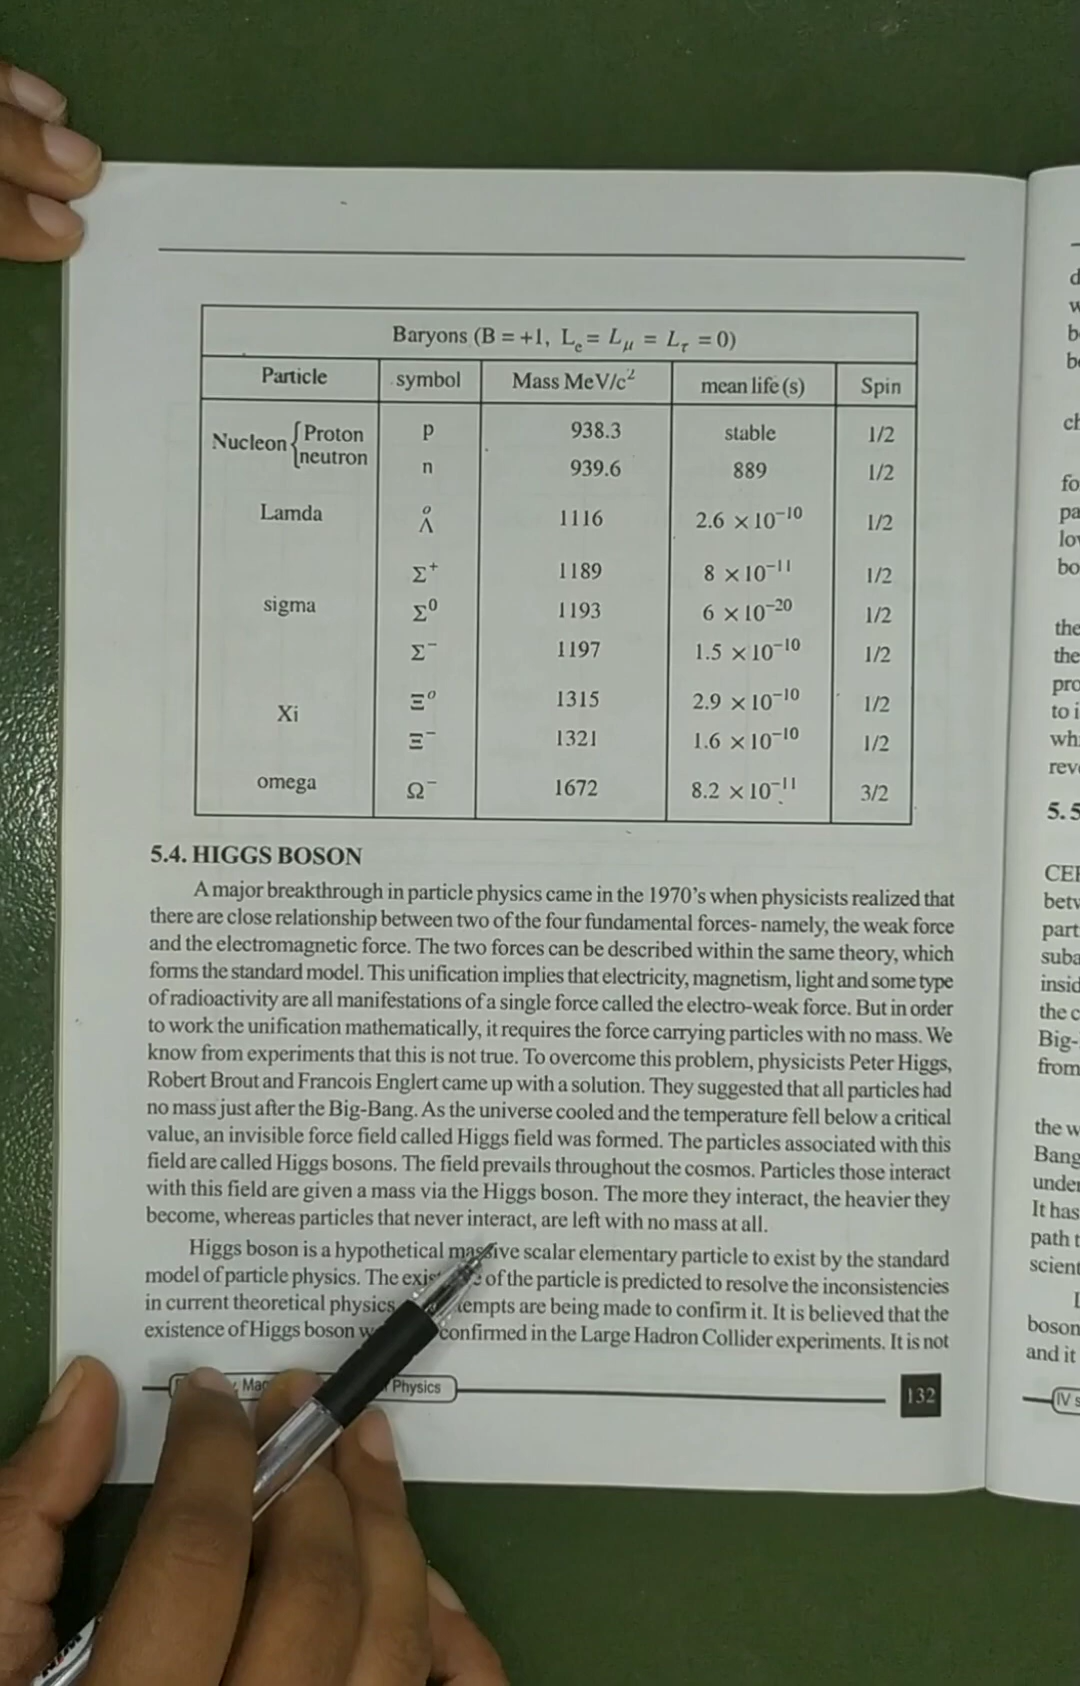 Baryons (B = +1, Lₑ = L_μ = L_τ = 0)
Particle symbol Mass MeV/c² mean life (s) Spin
Nucleon { Proton p 938.3 stable 1/2
neutron n 939.6 889 1/2
Lamda Λ⁰ 1116 2.6 × 10⁻¹⁰ 1/2
Σ⁺ 1189 8 × 10⁻¹¹ 1/2
sigma Σ⁰ 1193 6 × 10⁻²⁰ 1/2
Σ⁻ 1197 1.5 × 10⁻¹⁰ 1/2
Xi Ξ⁰ 1315 2.9 × 10⁻¹⁰ 1/2
Ξ⁻ 1321 1.6 × 10⁻¹⁰ 1/2
omega Ω⁻ 1672 8.2 × 10⁻¹¹ 3/2
5.4. HIGGS BOSON
A major breakthrough in particle physics came in the 1970's when physicists realized that
there are close relationship between two of the four fundamental forces- namely, the weak force
and the electromagnetic force. The two forces can be described within the same theory, which
forms the standard model. This unification implies that electricity, magnetism, light and some type
of radioactivity are all manifestations of a single force called the electro-weak force. But in order
to work the unification mathematically, it requires the force carrying particles with no mass. We
know from experiments that this is not true. To overcome this problem, physicists Peter Higgs,
Robert Brout and Francois Englert came up with a solution. They suggested that all particles had
no mass just after the Big-Bang. As the universe cooled and the temperature fell below a critical
value, an invisible force field called Higgs field was formed. The particles associated with this
field are called Higgs bosons. The field prevails throughout the cosmos. Particles those interact
with this field are given a mass via the Higgs boson. The more they interact, the heavier they
become, whereas particles that never interact, are left with no mass at all.
Higgs boson is a hypothetical massive scalar elementary particle to exist by the standard
model of particle physics. The of the particle is predicted to resolve the inconsistencies
in current theoretical physics are being made to confirm it. It is believed that the
existence of Higgs boson confirmed in the Large Hadron Collider experiments. It is not
Physics
132
5.5
Big-
Bang
under
It has
path
boson
and it